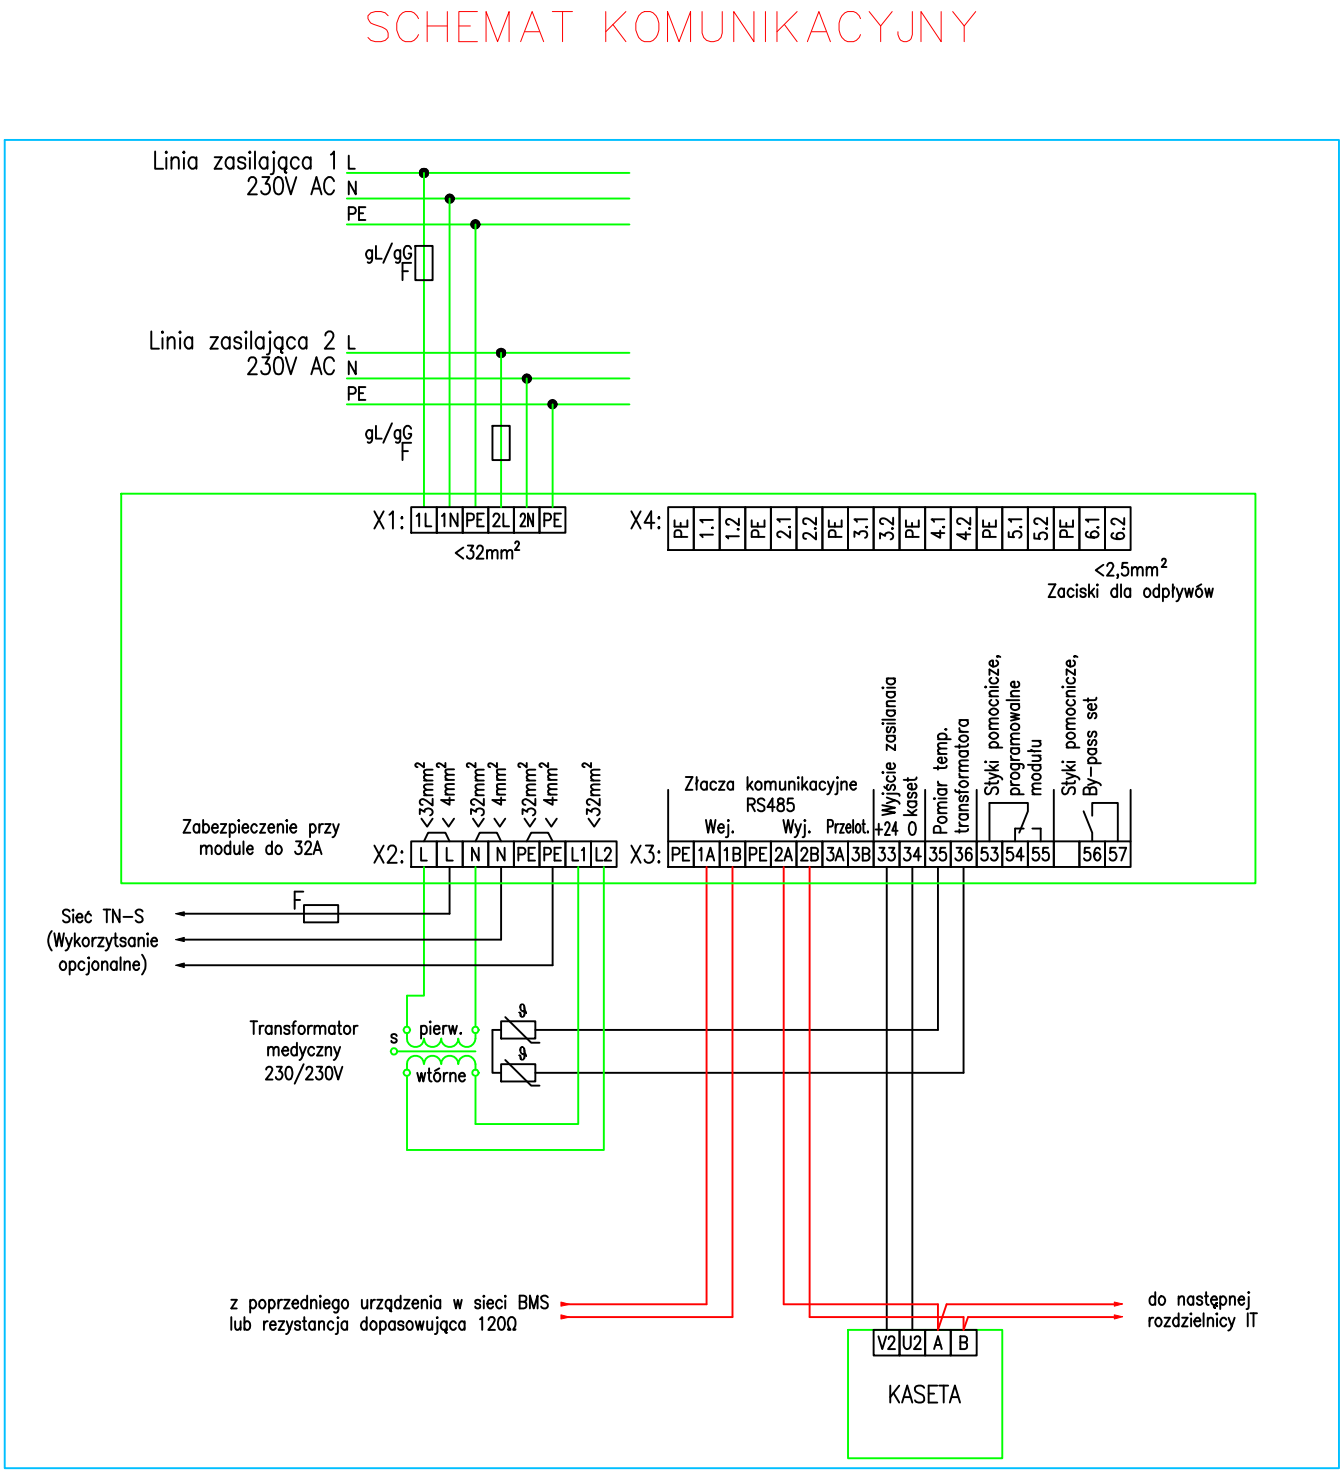 SCHEMAT KOMUNIKACYJNY
Linia zasilająca 1 L
230V AC N
PE
gL/gG
F
Linia zasilająca 2 L
230V AC N
PE
gL/gG
F
X1: 1L 1N PE 2L 2N PE
<32mm²
X4: PE 1.1 1.2 PE 2.1 2.2 PE 3.1 3.2 PE 4.1 4.2 PE 5.1 5.2 PE 6.1 6.2
<2,5mm²
Zaciski dla odpływów
<32mm²
< 4mm²
<32mm²
< 4mm²
<32mm²
< 4mm²
<32mm²
Zabezpieczenie przy
module do 32A
X2: L L N N PE PE L1 L2
Złacza komunikacyjne
RS485
Wej. Wyj. Przelot.
Wyjście zasilanaia
kaset
+24 0
Pomiar temp.
transformatora
Styki pomocnicze,
programowalne
modułu
Styki pomocnicze,
By-pass set
X3: PE 1A 1B PE 2A 2B 3A 3B 33 34 35 36 53 54 55 56 57
F
Sieć TN-S
(Wykorzytsanie
opcjonalne)
Transformator
medyczny
230/230V
s
pierw.
wtórne
ϑ
ϑ
z poprzedniego urządzenia w sieci BMS
lub rezystancja dopasowująca 120Ω
do następnej
rozdzielnicy IT
V2 U2 A B
KASETA